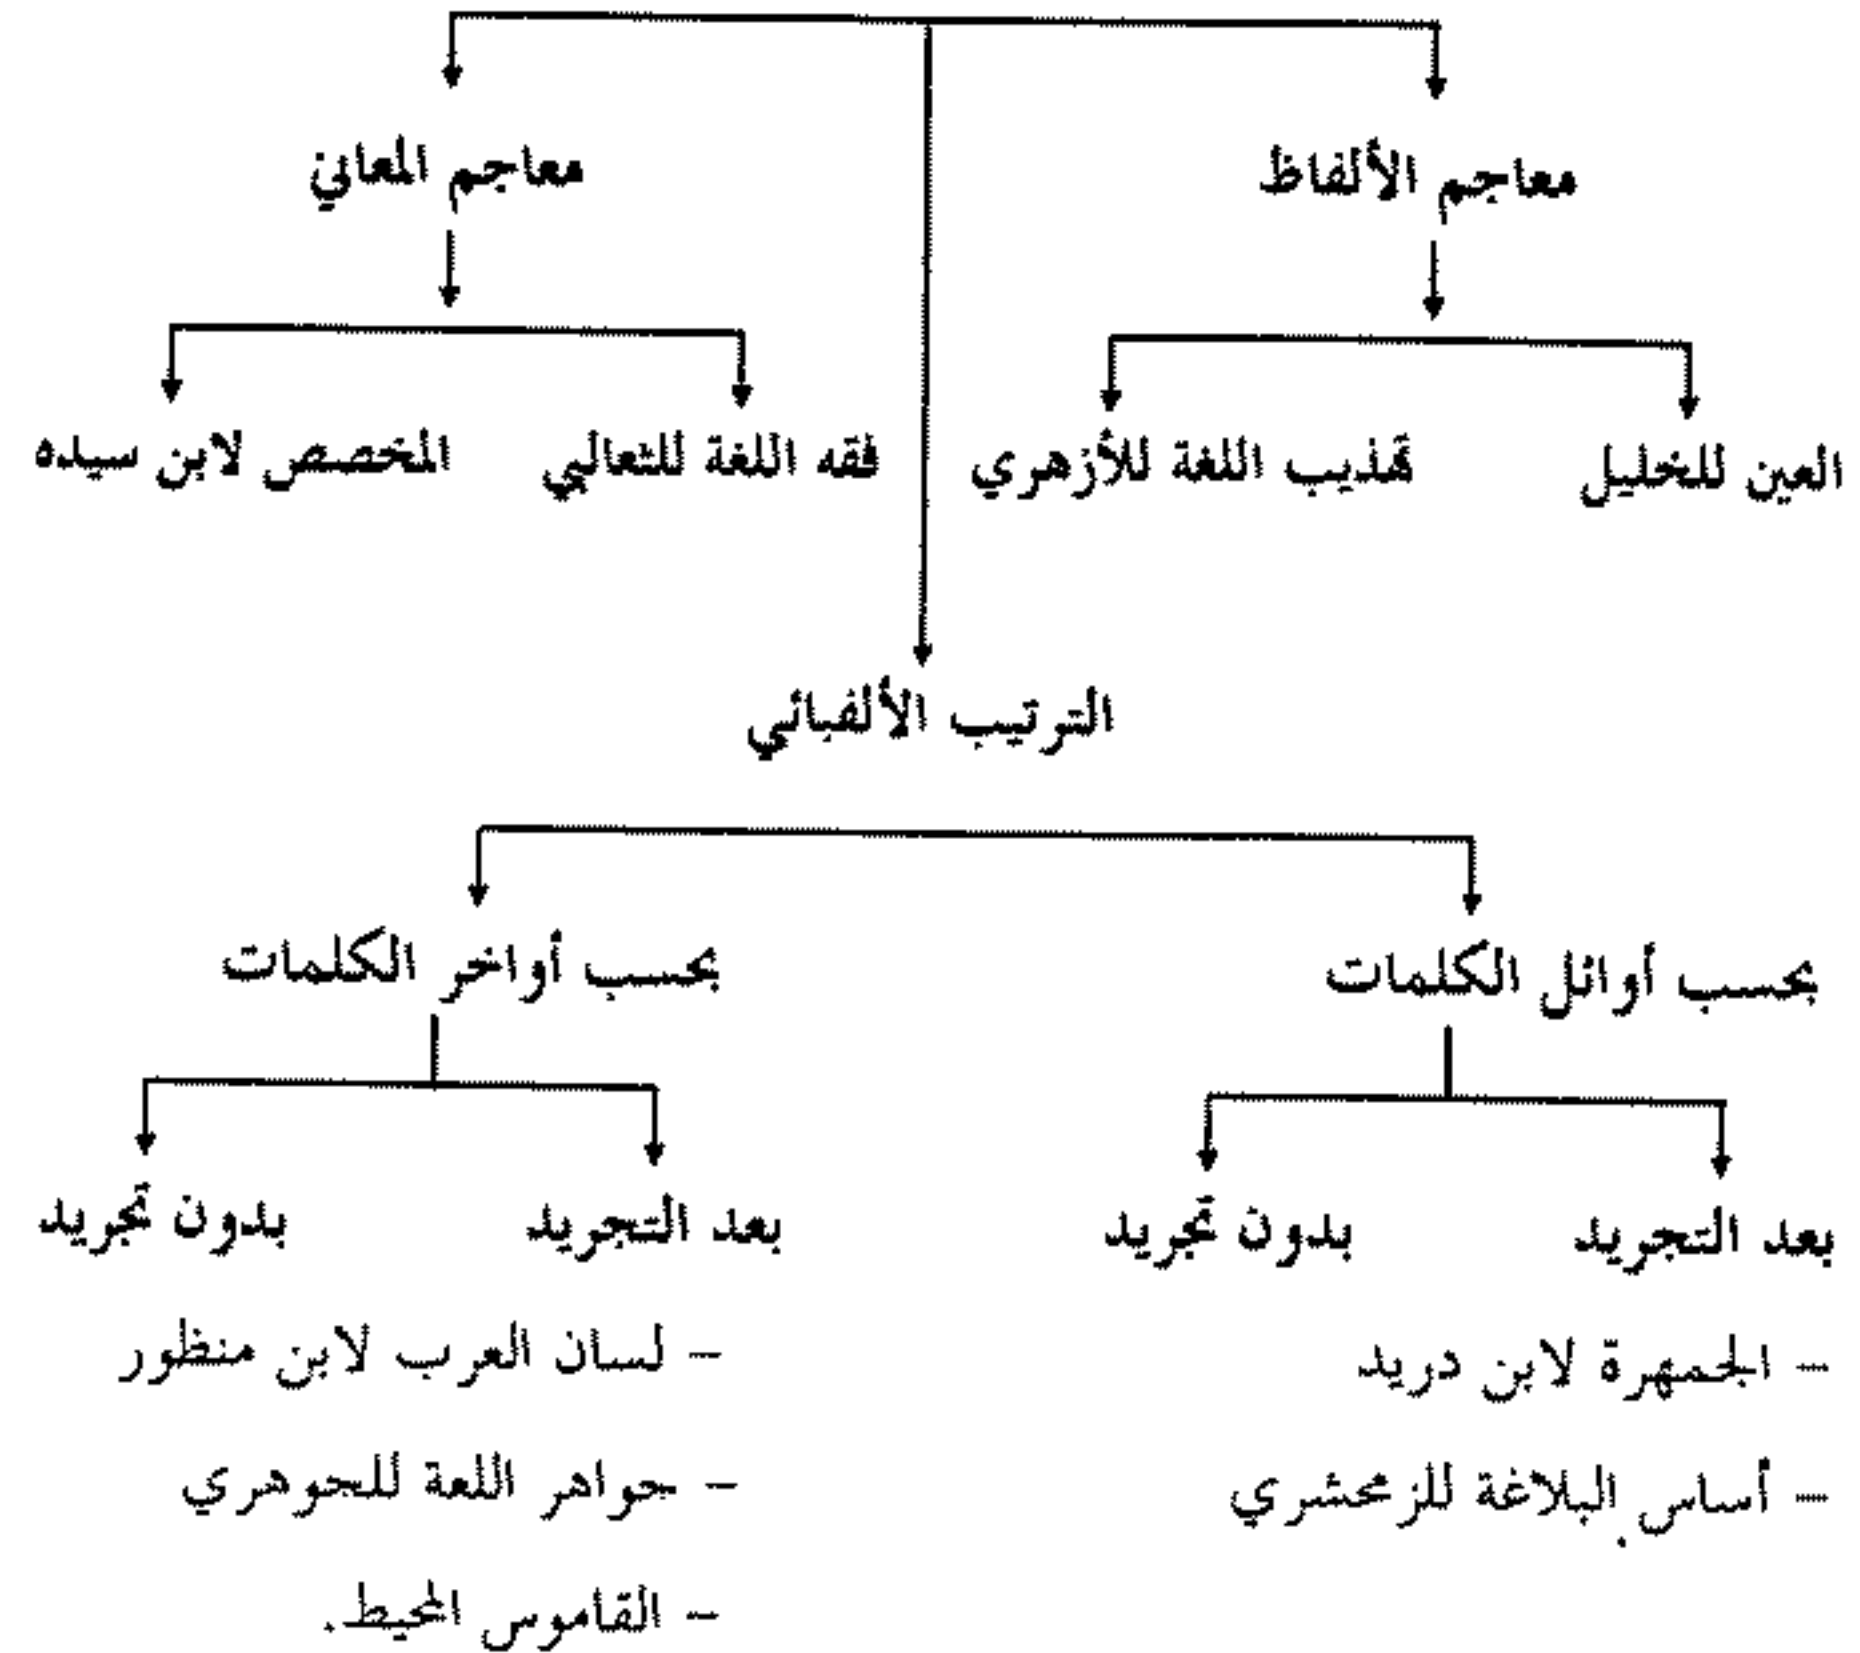 معاجم الألفاظ معاجم المعاني
العين للخليل تهذيب اللغة للأزهري فقه اللغة للثعالبي المخصص لابن سيده
الترتيب الألفبائي
بحسب أوائل الكلمات بحسب أواخر الكلمات
بعد التجريد بدون تجريد بعد التجريد بدون تجريد
– الجمهرة لابن دريد – لسان العرب لابن منظور
– أساس البلاغة للزمخشري – جواهر اللعة للجوهري
– القاموس المحيط.